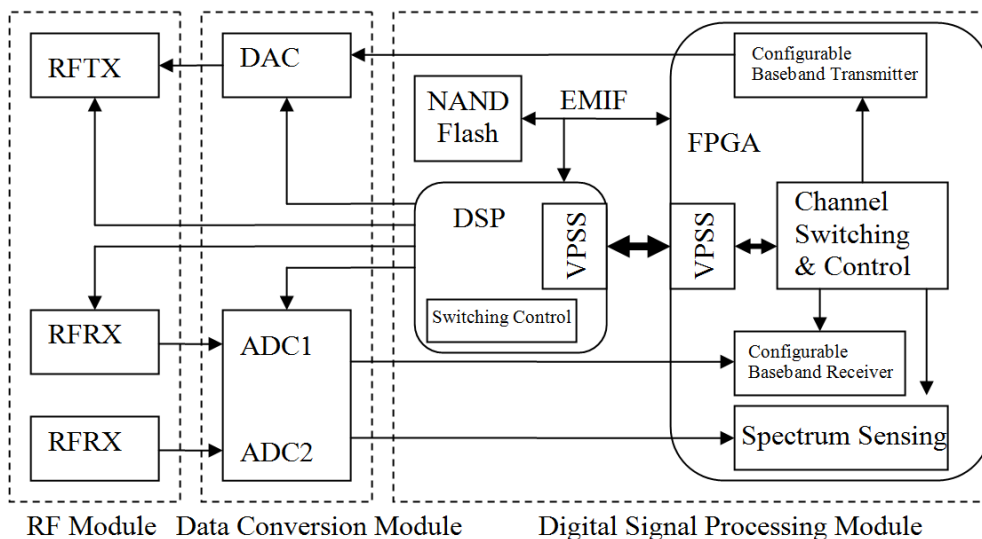 RFTX
DAC
Configurable
Baseband Transmitter
NAND
Flash
EMIF
FPGA
DSP
VPSS
VPSS
Channel
Switching
& Control
Switching Control
RFRX
ADC1
Configurable
Baseband Receiver
RFRX
ADC2
Spectrum Sensing
RF Module
Data Conversion Module
Digital Signal Processing Module